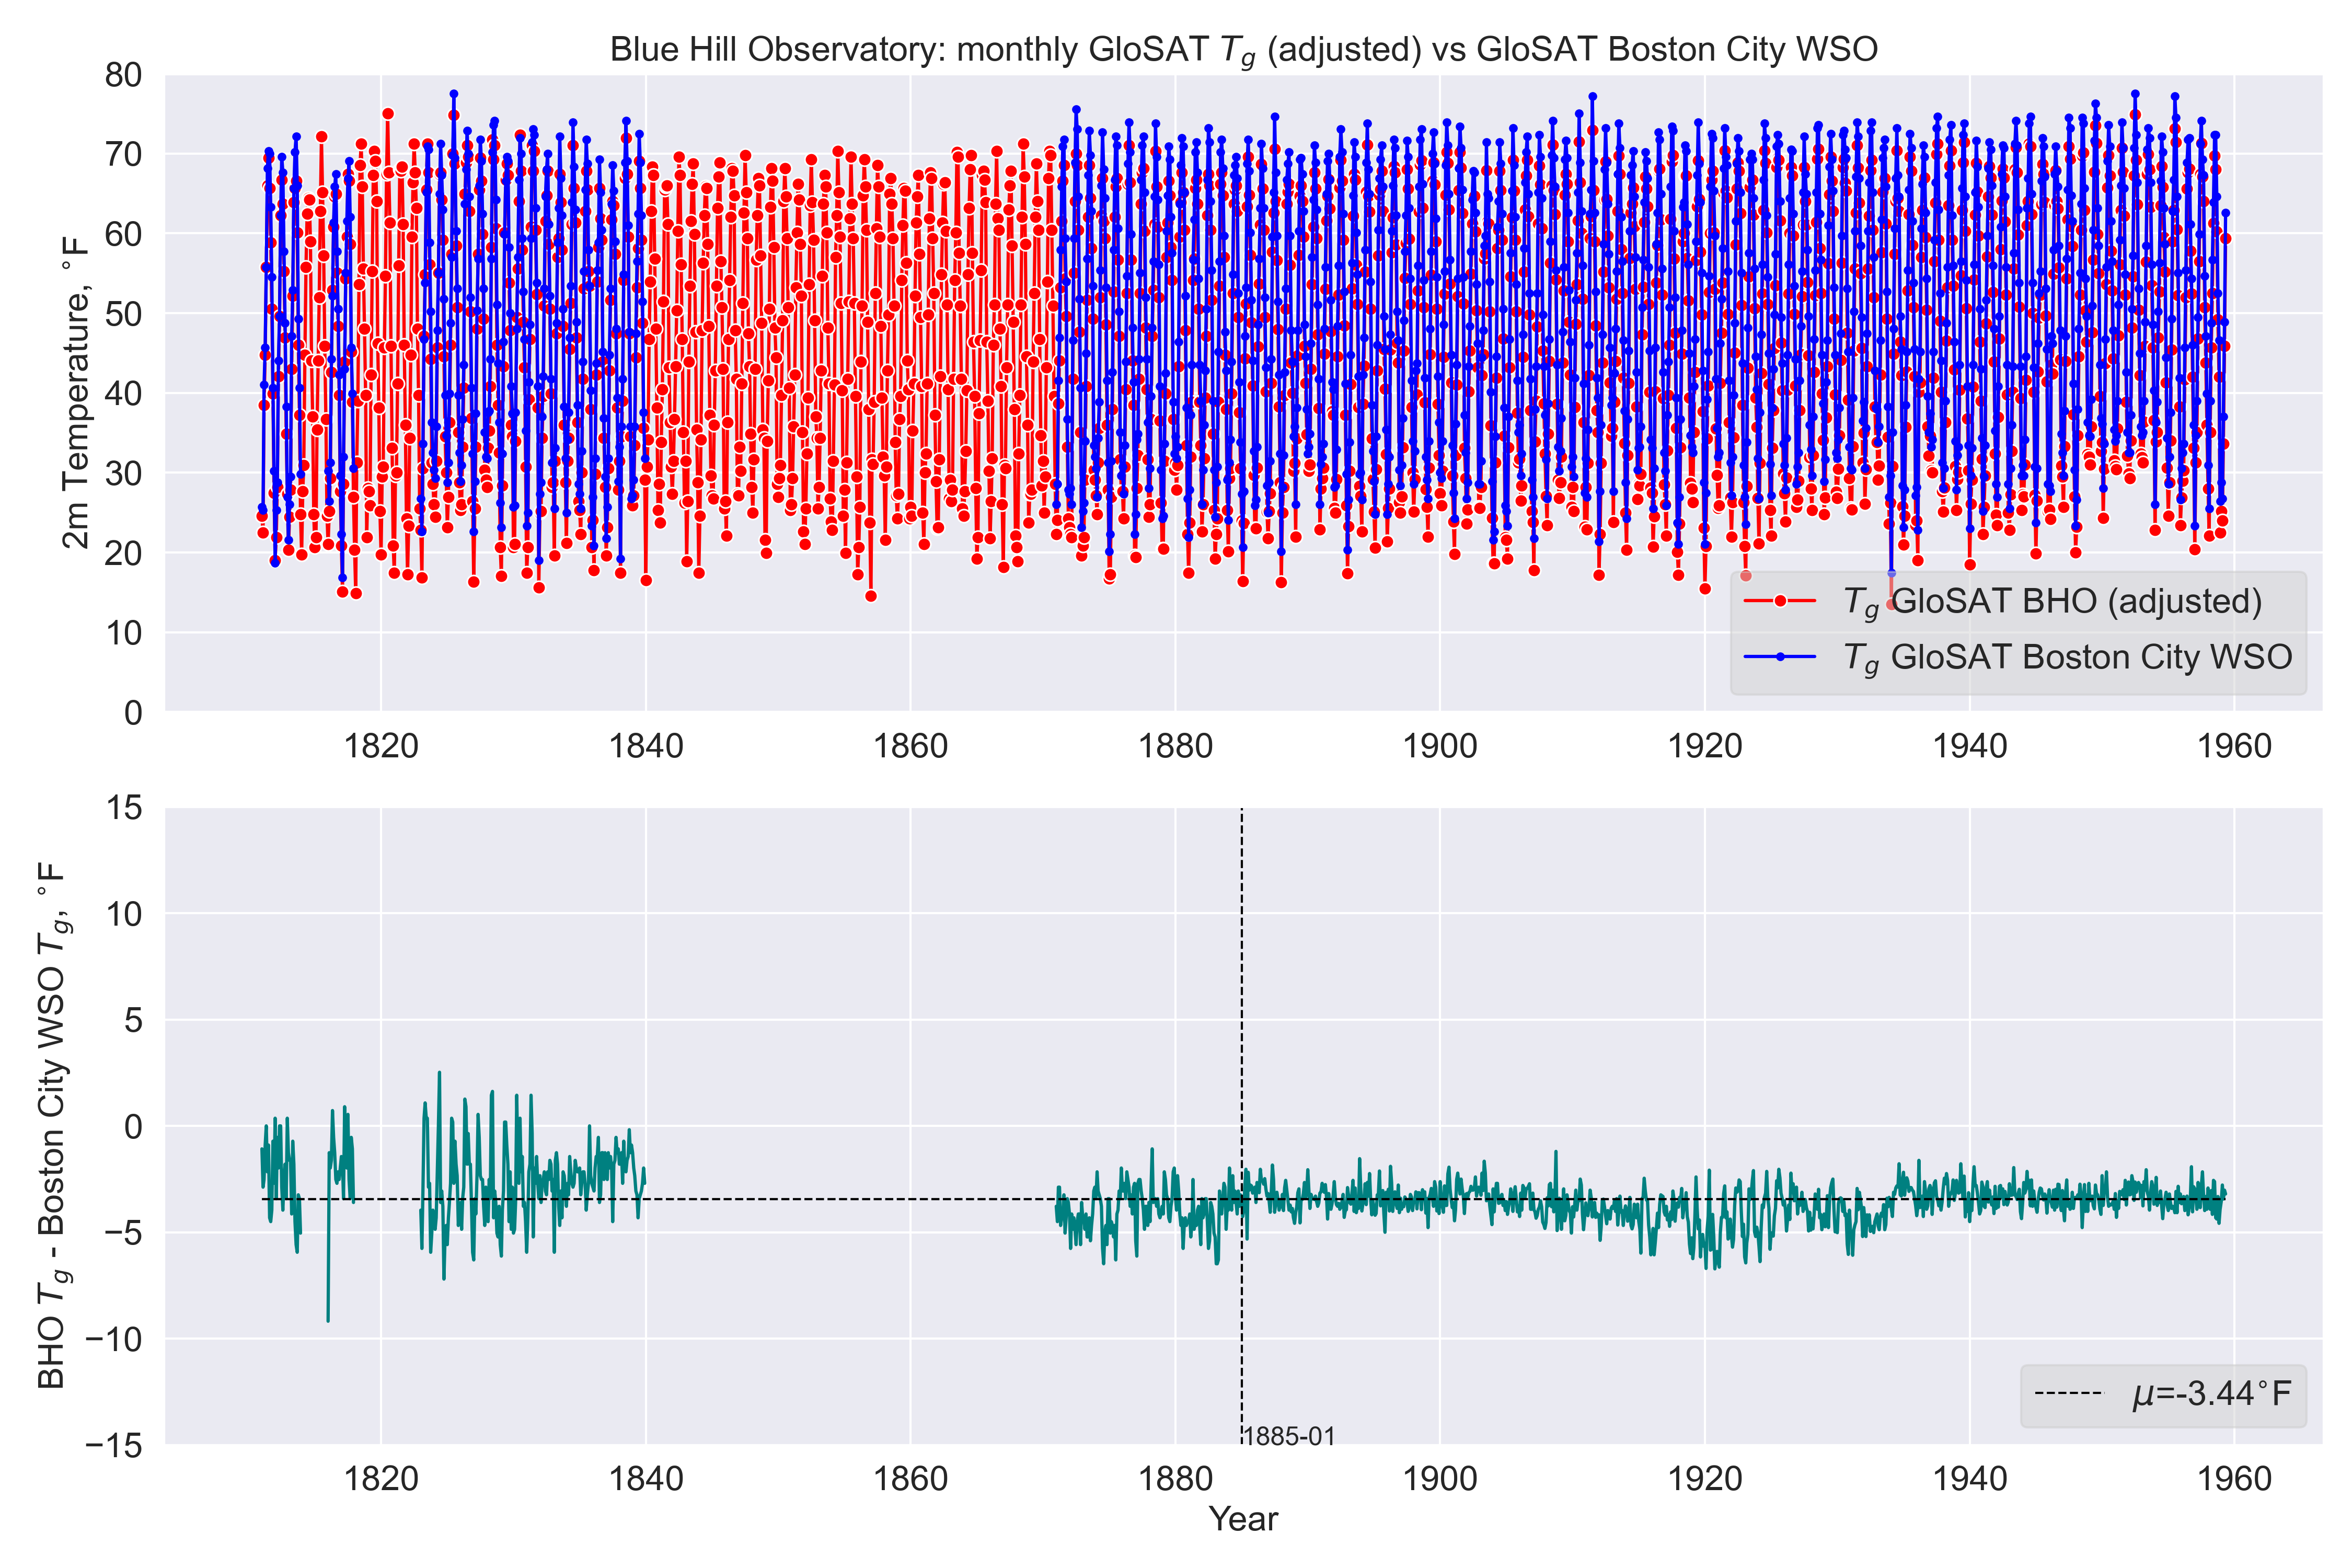 Blue Hill Observatory: monthly GloSAT Tg (adjusted) vs GloSAT Boston City WSO
2m Temperature, °F
80
70
60
50
40
30
20
10
0
1820 1840 1860 1880 1900 1920 1940 1960
Tg GloSAT BHO (adjusted)
Tg GloSAT Boston City WSO
BHO Tg - Boston City WSO Tg, °F
15
10
5
0
−5
−10
−15
μ=-3.44°F
1885-01
1820 1840 1860 1880 1900 1920 1940 1960
Year